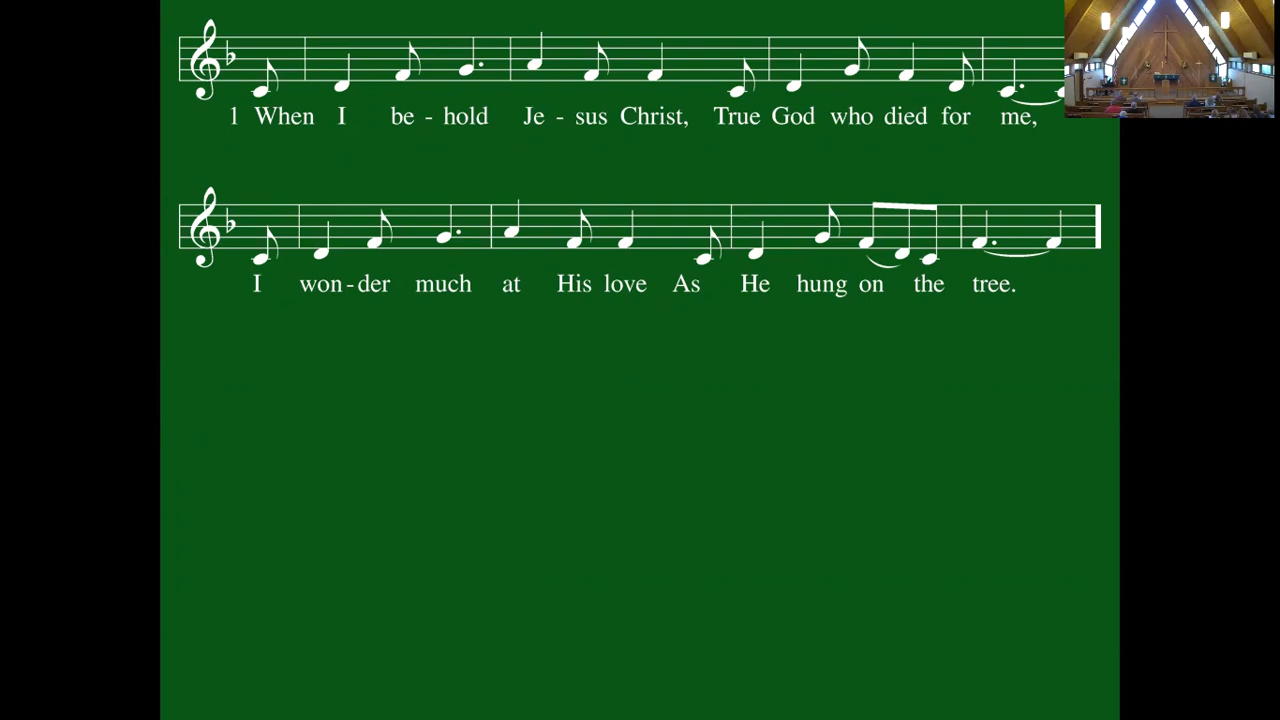 1 When I be - hold Je - sus Christ, True God who died for me,
I won - der much at His love As He hung on the tree.